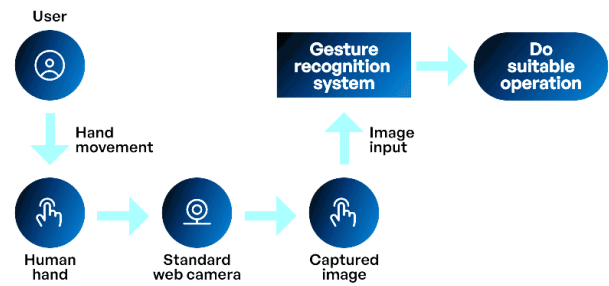 User
Hand
movement
Human
hand
Standard
web camera
Captured
image
Image
input
Gesture
recognition
system
Do
suitable
operation